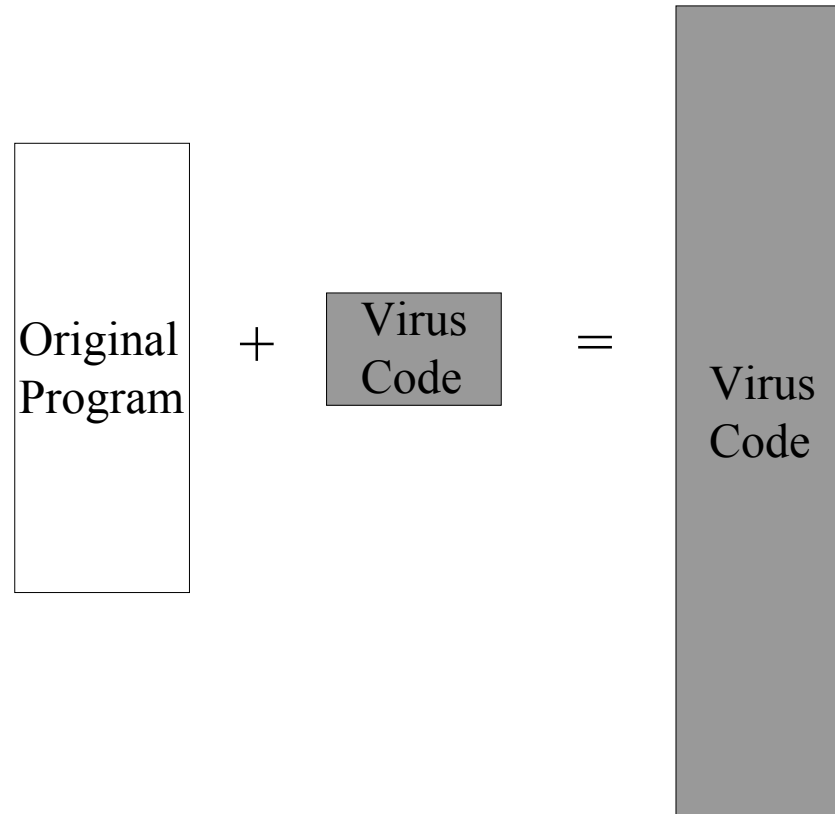 Original
Program
+
Virus
Code
=
Virus
Code